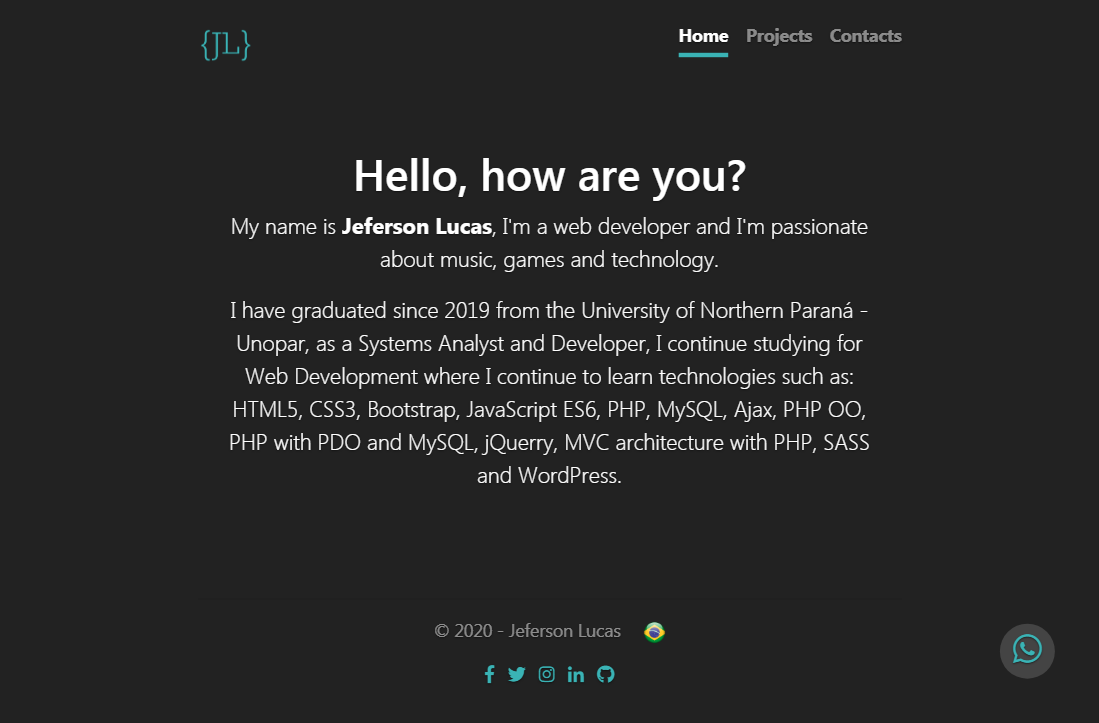 {JL}
Home Projects Contacts
Hello, how are you?
My name is Jeferson Lucas, I'm a web developer and I'm passionate
about music, games and technology.
I have graduated since 2019 from the University of Northern Paraná -
Unopar, as a Systems Analyst and Developer, I continue studying for
Web Development where I continue to learn technologies such as:
HTML5, CSS3, Bootstrap, JavaScript ES6, PHP, MySQL, Ajax, PHP OO,
PHP with PDO and MySQL, jQuerry, MVC architecture with PHP, SASS
and WordPress.
© 2020 - Jeferson Lucas